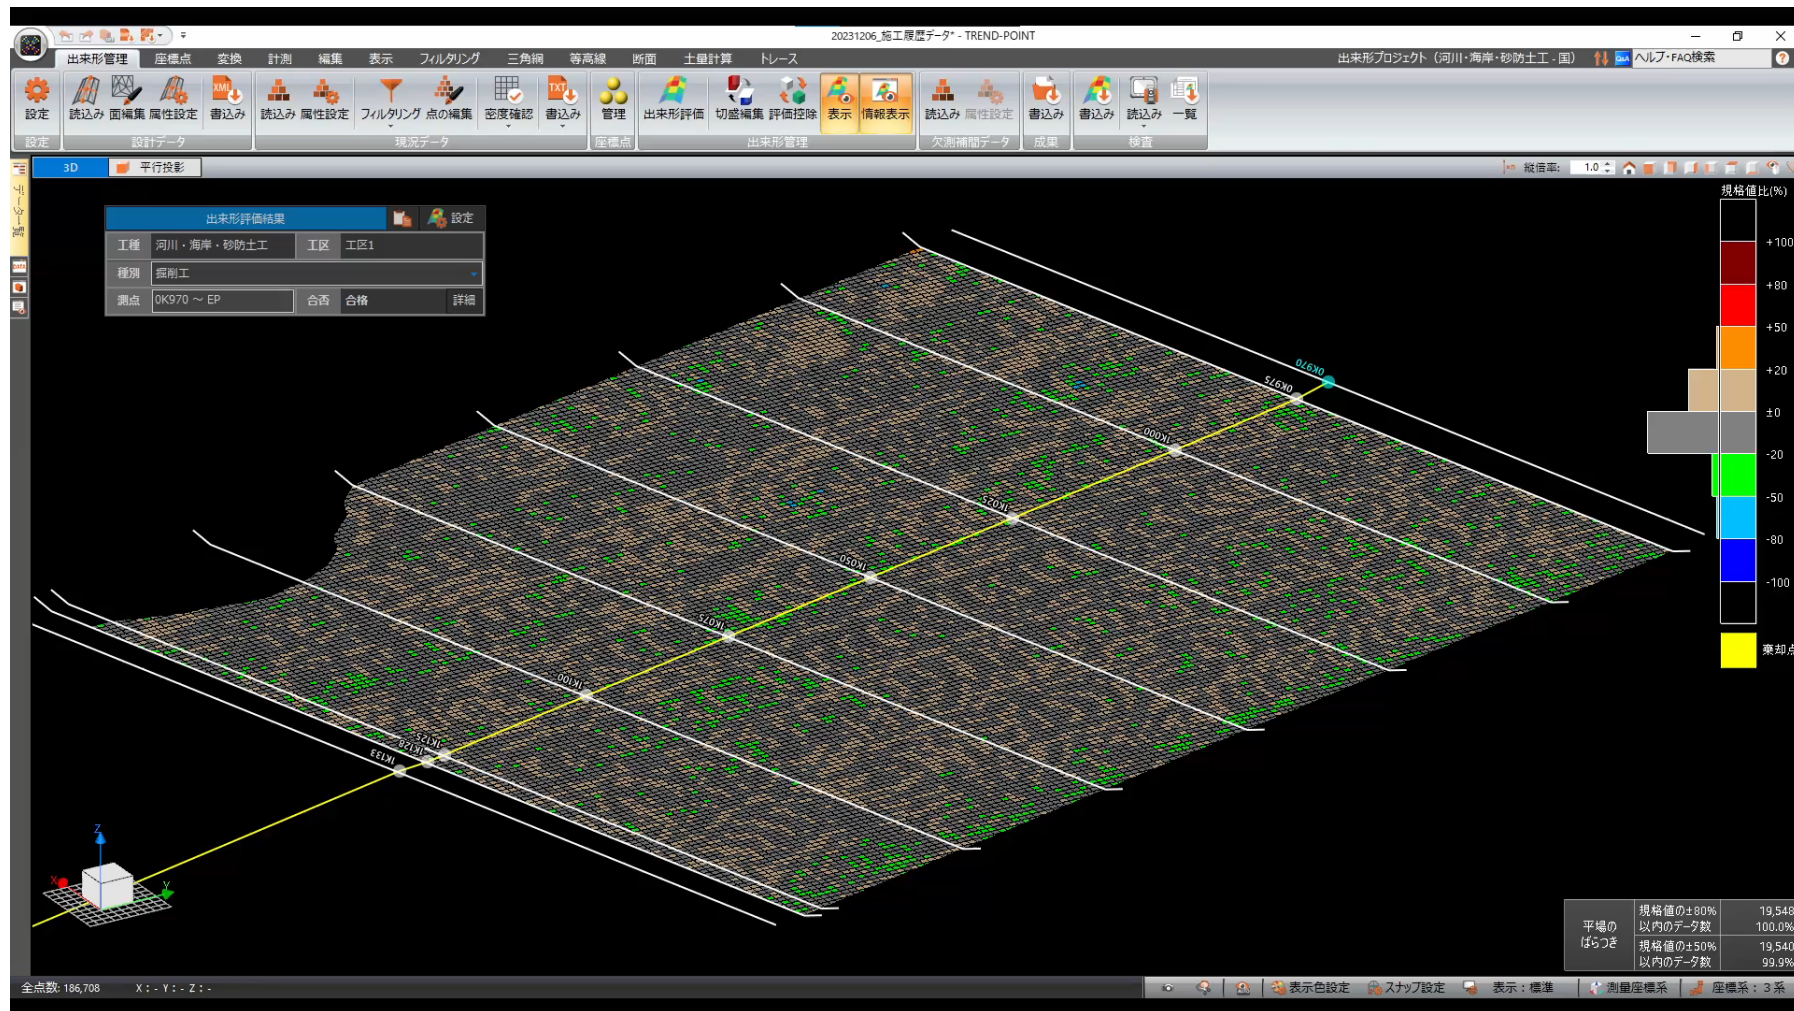 20231206_施工履歴データ* - TREND-POINT
出来形管理 座標点 変換 計測 編集 表示 フィルタリング 三角網 等高線 断面 土量計算 トレース 出来形プロジェクト（河川・海岸・砂防土工 - 国） Q&A ヘルプ・FAQ検索 ?
XML TXT
設定 読込み 面編集 属性設定 書込み 読込み 属性設定 フィルタリング 点の編集 密度確認 書込み 管理 出来形評価 切盛編集 評価控除 表示 情報表示 読込み 属性設定 書込み 書込み 読込み 一覧
設定 設計データ 現況データ 座標点 出来形管理 欠測補間データ 成果 検査
3D 平行投影 縦倍率: 1.0
データ一覧
規格値比(%)
出来形評価結果 設定
工種 河川・海岸・砂防土工 工区 工区1
種別 掘削工
測点 0K970 ～ EP 合否 合格 詳細
+100
+80
+50
+20
±0
-20
-50
-80
-100
棄却点
0K970
0K975
1K000
1K025
1K050
1K075
1K100
1K125
1K128
1K133
Z
X
Y
平場の
ばらつき
規格値の±80%
以内のデータ数
19,548
100.0%
規格値の±50%
以内のデータ数
19,540
99.9%
全点数: 186,708 X : - Y : - Z : - 表示色設定 スナップ設定 表示：標準 測量座標系 座標系：3系